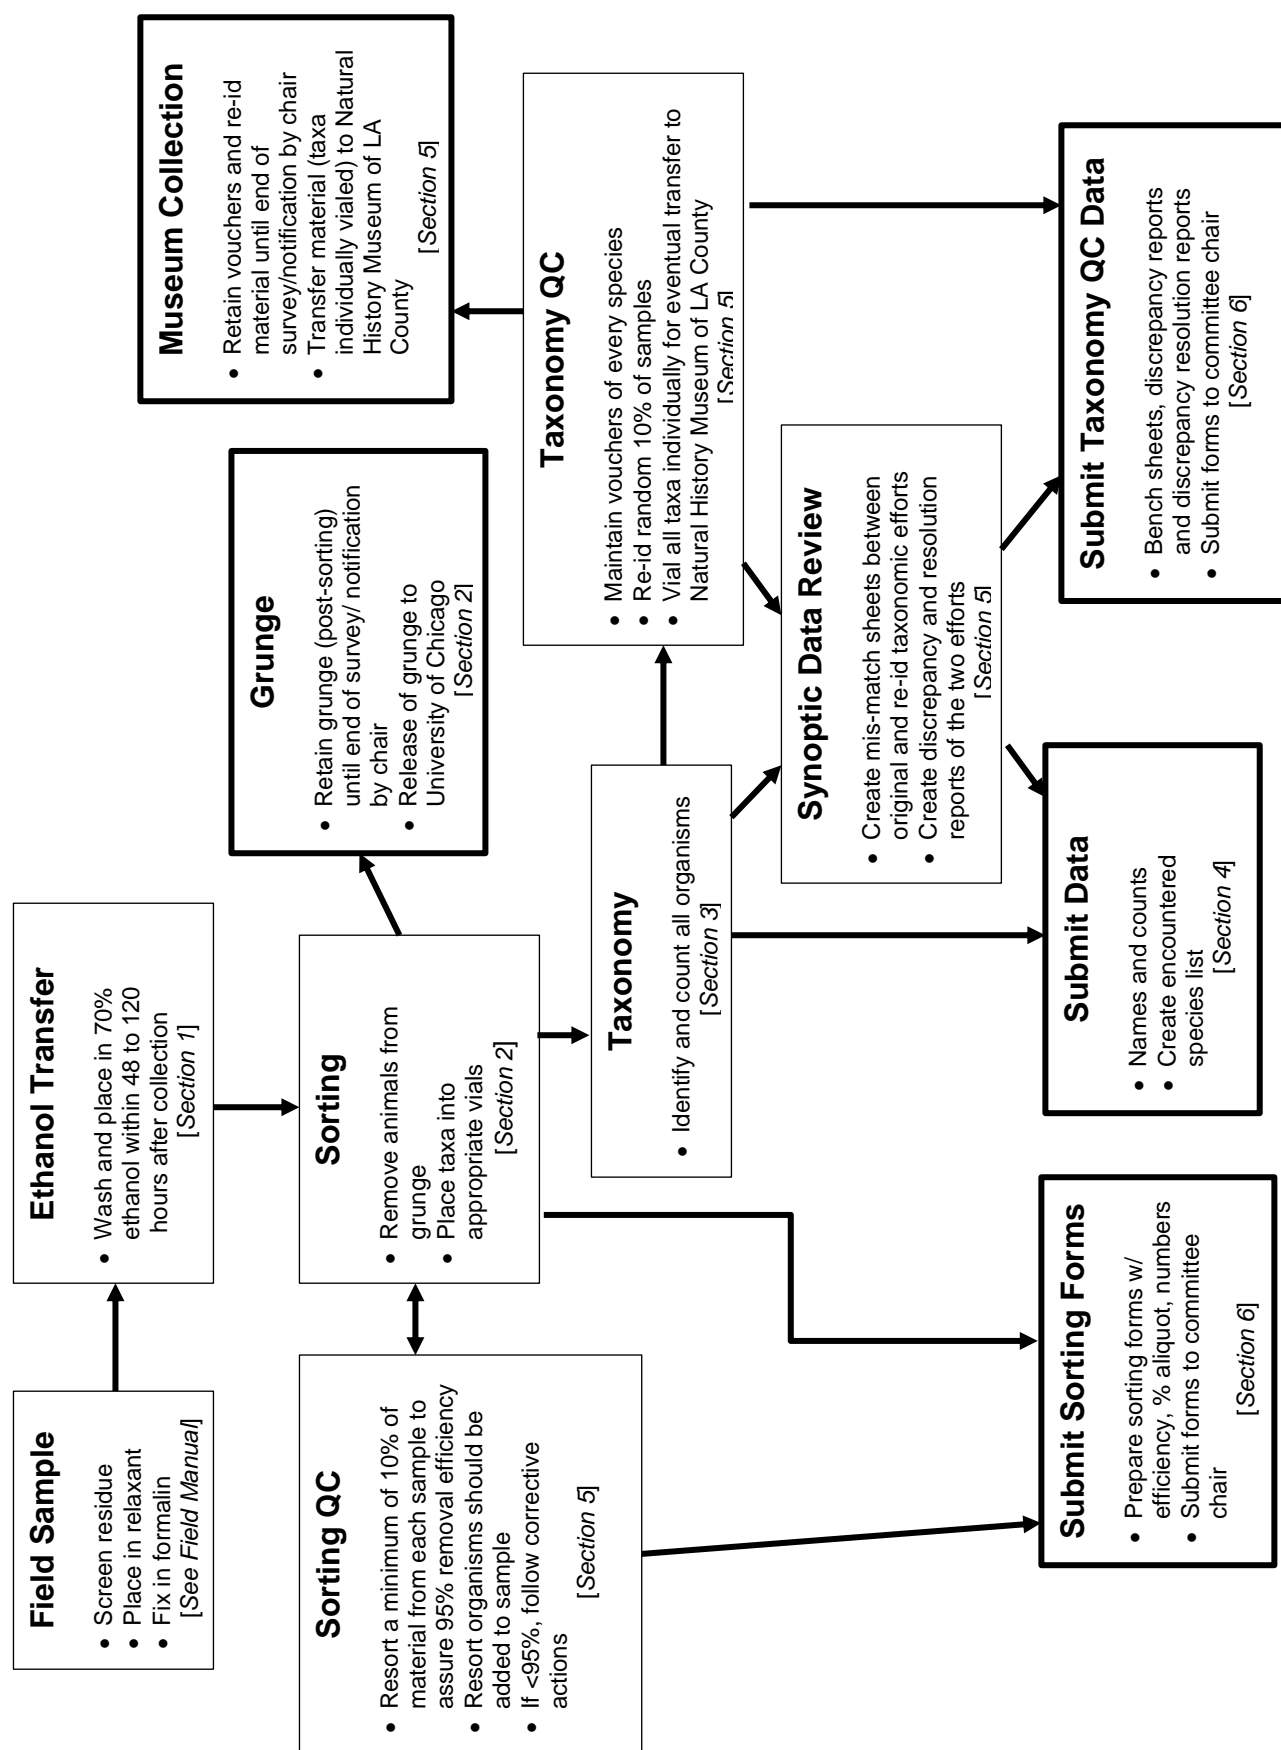 Field Sample
• Screen residue
• Place in relaxant
• Fix in formalin
[See Field Manual]
Ethanol Transfer
• Wash and place in 70%
ethanol within 48 to 120
hours after collection
[Section 1]
Sorting QC
• Resort a minimum of 10% of
material from each sample to
assure 95% removal efficiency
• Resort organisms should be
added to sample
• If <95%, follow corrective
actions
[Section 5]
Sorting
• Remove animals from
grunge
• Place taxa into
appropriate vials
[Section 2]
Grunge
• Retain grunge (post-sorting)
until end of survey/ notification
by chair
• Release of grunge to
University of Chicago
[Section 2]
Museum Collection
• Retain vouchers and re-id
material until end of
survey/notification by chair
• Transfer material (taxa
individually vialed) to Natural
History Museum of LA
County
[Section 5]
Taxonomy
• Identify and count all organisms
[Section 3]
Taxonomy QC
• Maintain vouchers of every species
• Re-id random 10% of samples
• Vial all taxa individually for eventual transfer to
Natural History Museum of LA County
[Section 5]
Synoptic Data Review
• Create mis-match sheets between
original and re-id taxonomic efforts
• Create discrepancy and resolution
reports of the two efforts
[Section 5]
Submit Sorting Forms
• Prepare sorting forms w/
efficiency, % aliquot, numbers
• Submit forms to committee
chair
[Section 6]
Submit Data
• Names and counts
• Create encountered
species list
[Section 4]
Submit Taxonomy QC Data
• Bench sheets, discrepancy reports
and discrepancy resolution reports
• Submit forms to committee chair
[Section 6]